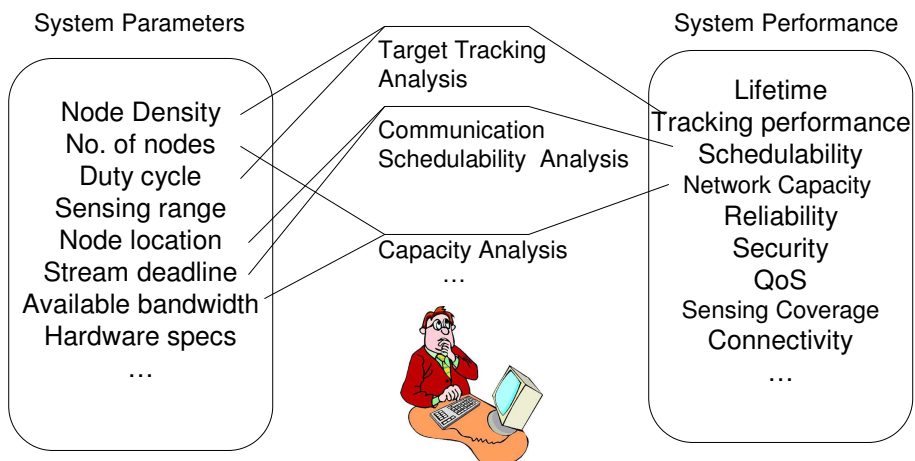 System Parameters
Node Density
No. of nodes
Duty cycle
Sensing range
Node location
Stream deadline
Available bandwidth
Hardware specs
…
Target Tracking
Analysis
Communication
Schedulability Analysis
Capacity Analysis
…
System Performance
Lifetime
Tracking performance
Schedulability
Network Capacity
Reliability
Security
QoS
Sensing Coverage
Connectivity
…